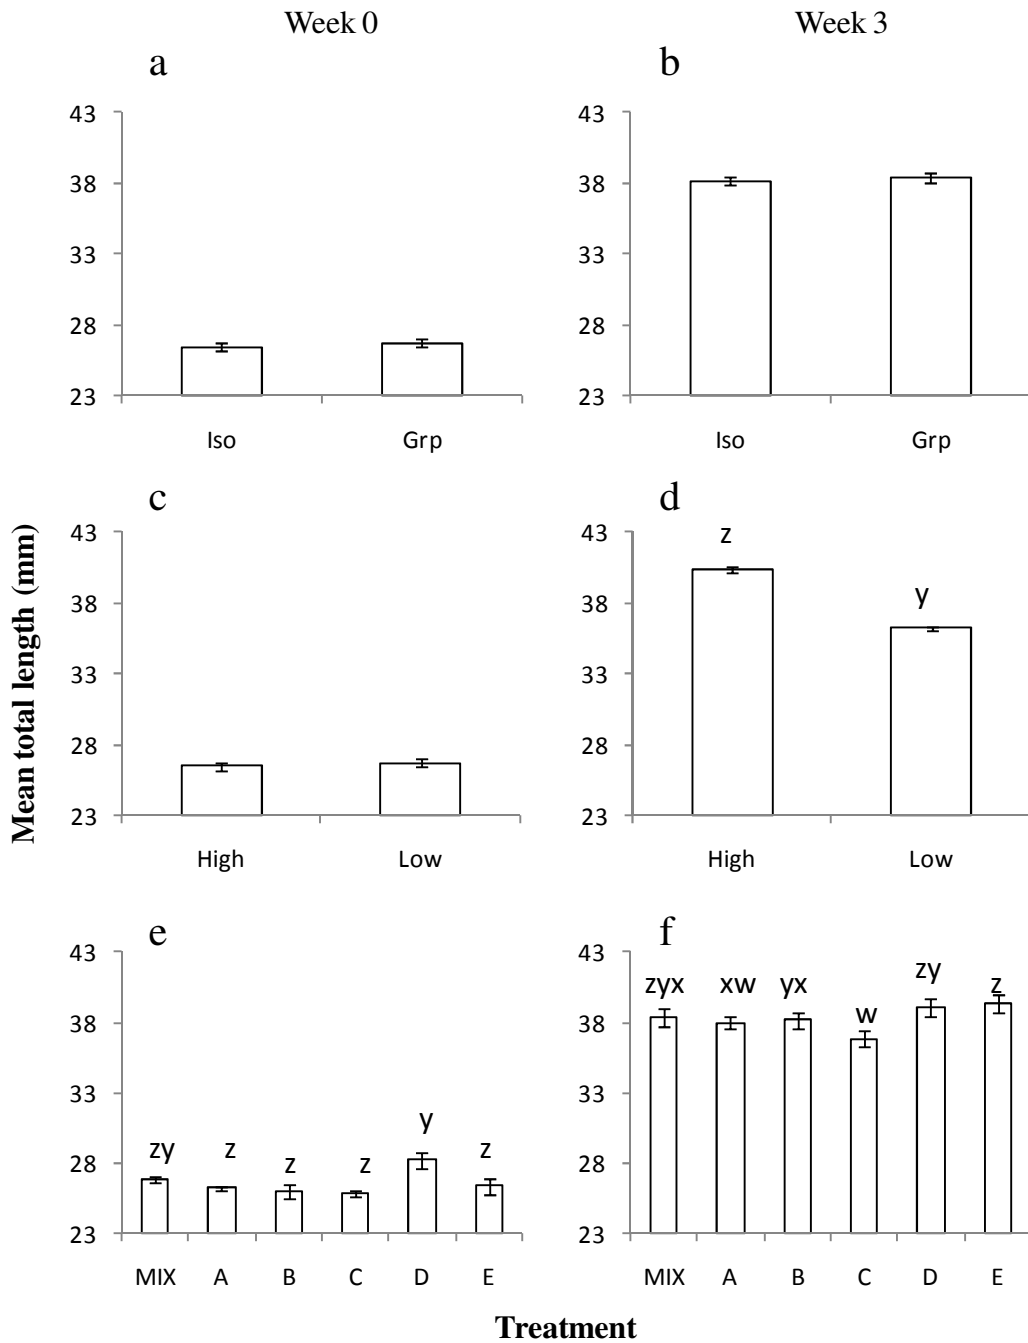 Week 0
Week 3
a
43
38
33
28
23
Iso Grp
b
43
38
33
28
23
Iso Grp
Mean total length (mm)
c
43
38
33
28
23
High Low
d
43
38
33
28
23
z
y
High Low
e
43
38
33
28
23
zy z z z y z
MIX A B C D E
f
43
38
33
28
23
zyx xw yx w zy z
MIX A B C D E
Treatment